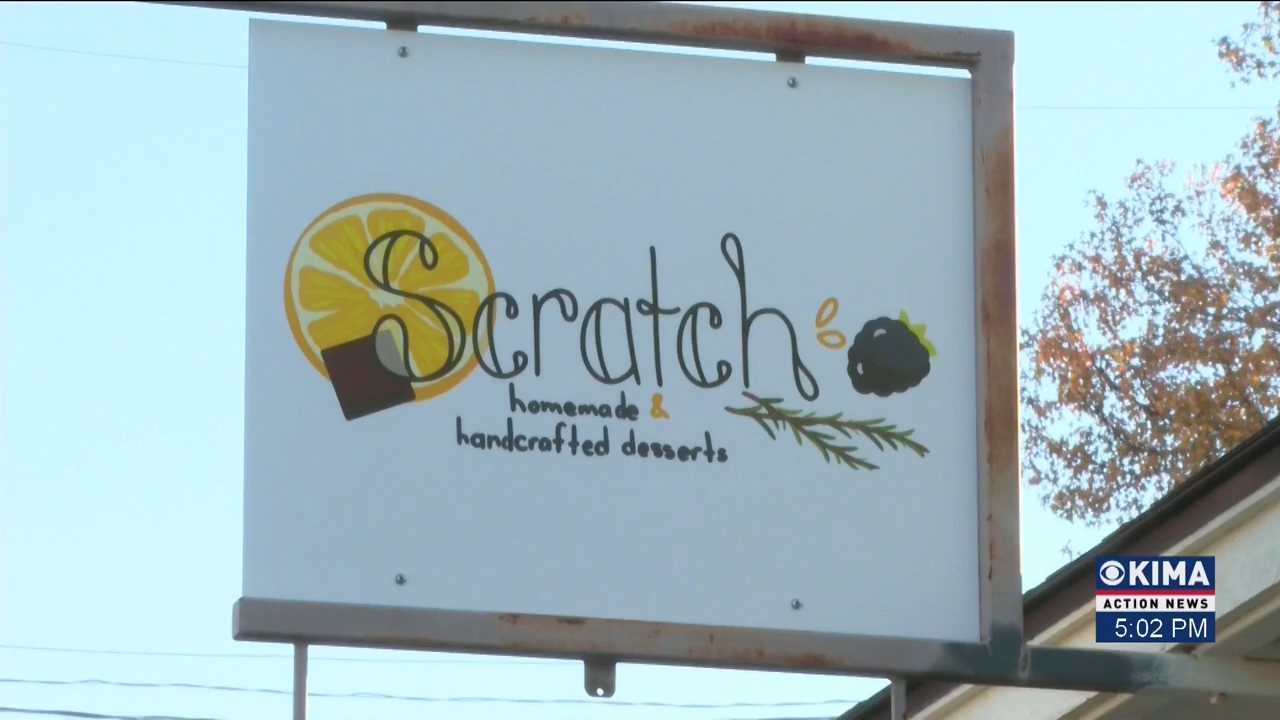 Scratch
homemade &
handcrafted desserts
KIMA
ACTION NEWS
5:02 PM